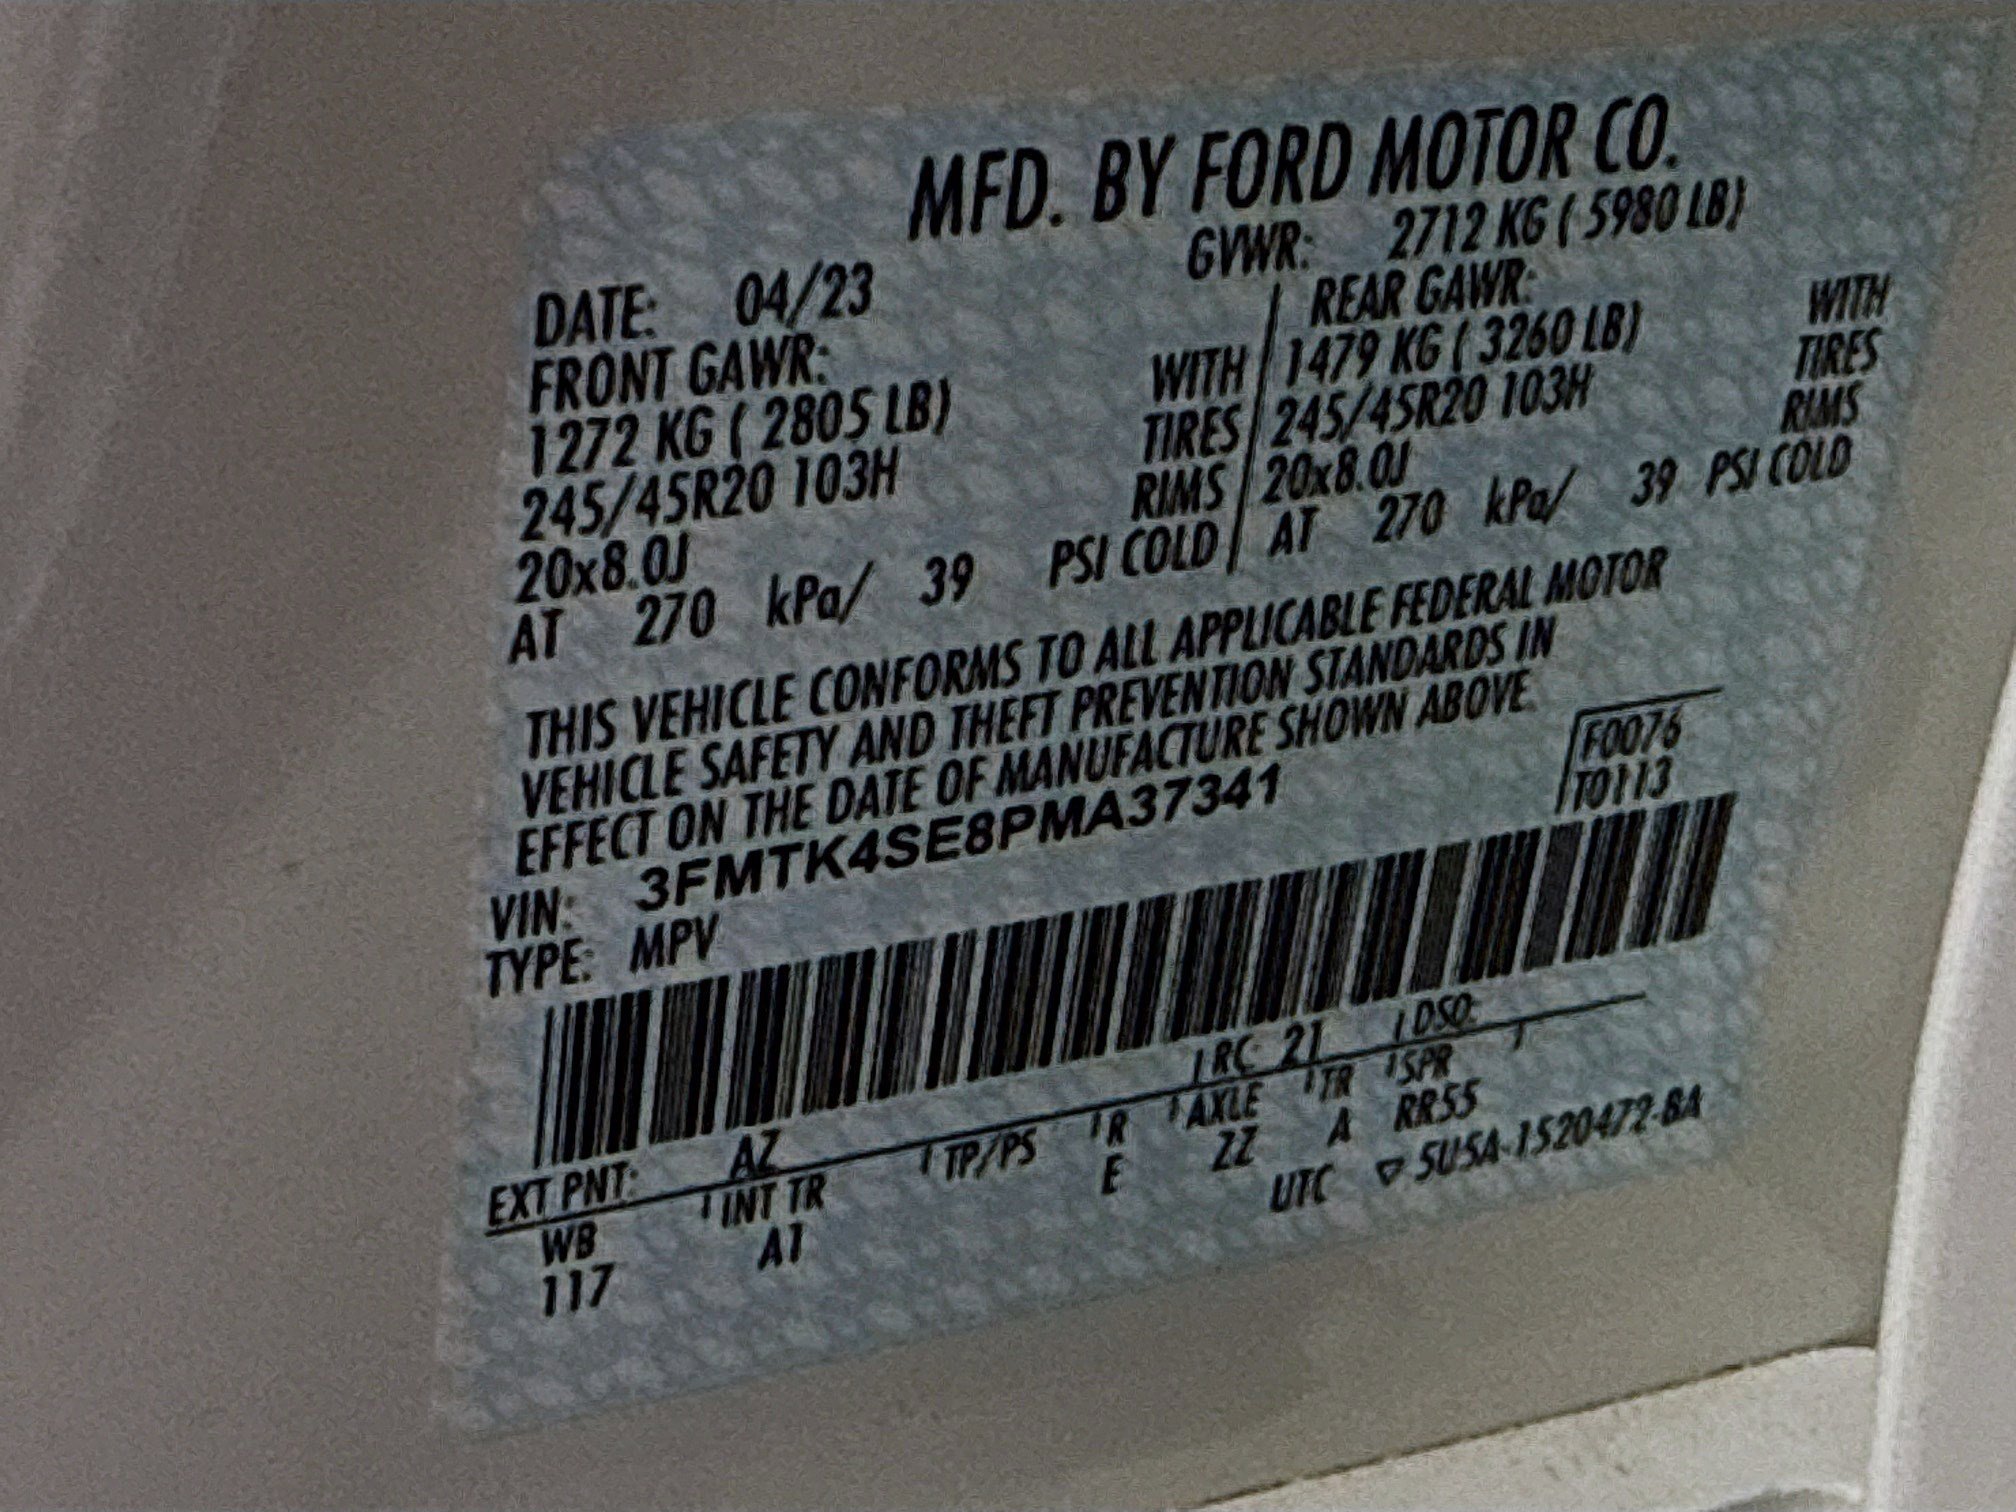 MFD. BY FORD MOTOR CO.
DATE: 04/23 GVWR: 2712 KG ( 5980 LB)
FRONT GAWR: REAR GAWR:
1272 KG ( 2805 LB) WITH 1479 KG ( 3260 LB) WITH
245/45R20 103H TIRES 245/45R20 103H TIRES
20x8.0J RIMS 20x8.0J RIMS
AT 270 kPa/ 39 PSI COLD AT 270 kPa/ 39 PSI COLD
THIS VEHICLE CONFORMS TO ALL APPLICABLE FEDERAL MOTOR
VEHICLE SAFETY AND THEFT PREVENTION STANDARDS IN
EFFECT ON THE DATE OF MANUFACTURE SHOWN ABOVE.
VIN: 3FMTK4SE8PMA37341 F0076
TYPE: MPV T0113
EXT PNT: AZ RC: 21 DSO:
WB INT TR TP/PS R AXLE TR SPR
117 AT E ZZ A RR55
UTC 5U5A-1520472-BA